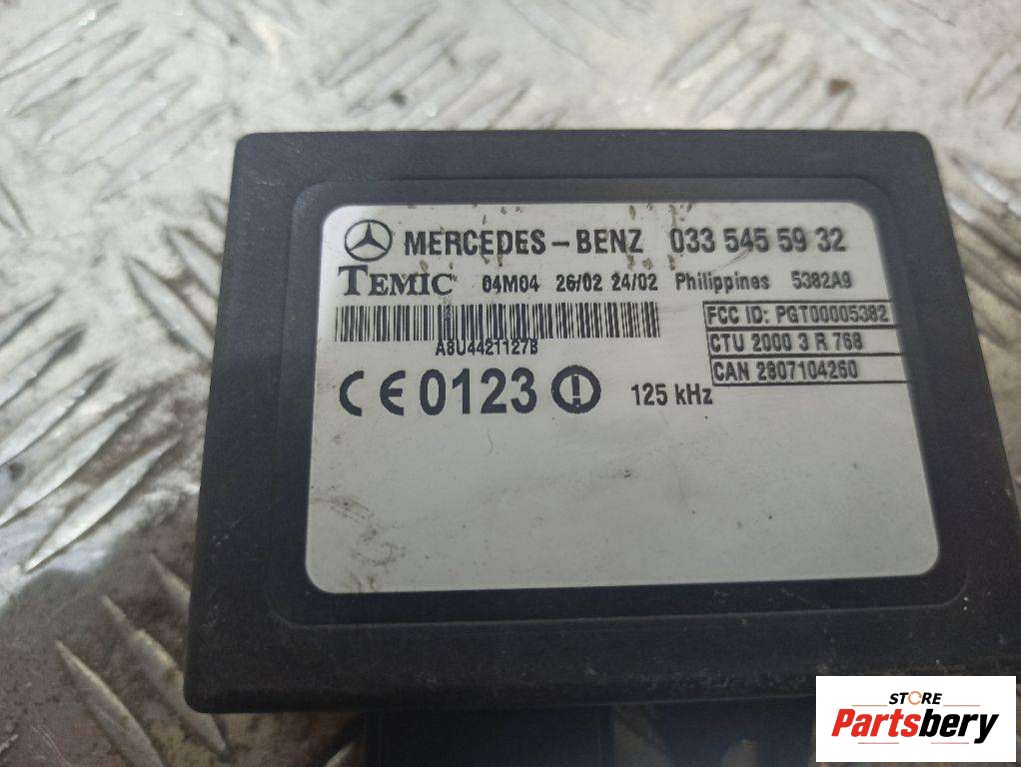 MERCEDES-BENZ 033 545 59 32
TEMIC 04M04 26/02 24/02 Philippines 5382A9
FCC ID: PGT00005382
A8U44211278
CTU 2000 3 R 768
CAN 2807104260
CE 0123 125 kHz
STORE
Partsbery